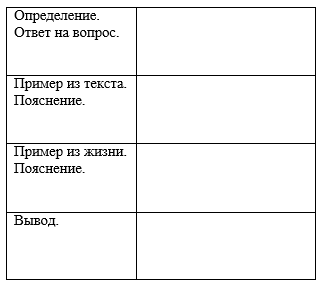 Определение.
Ответ на вопрос.
Пример из текста.
Пояснение.
Пример из жизни.
Пояснение.
Вывод.